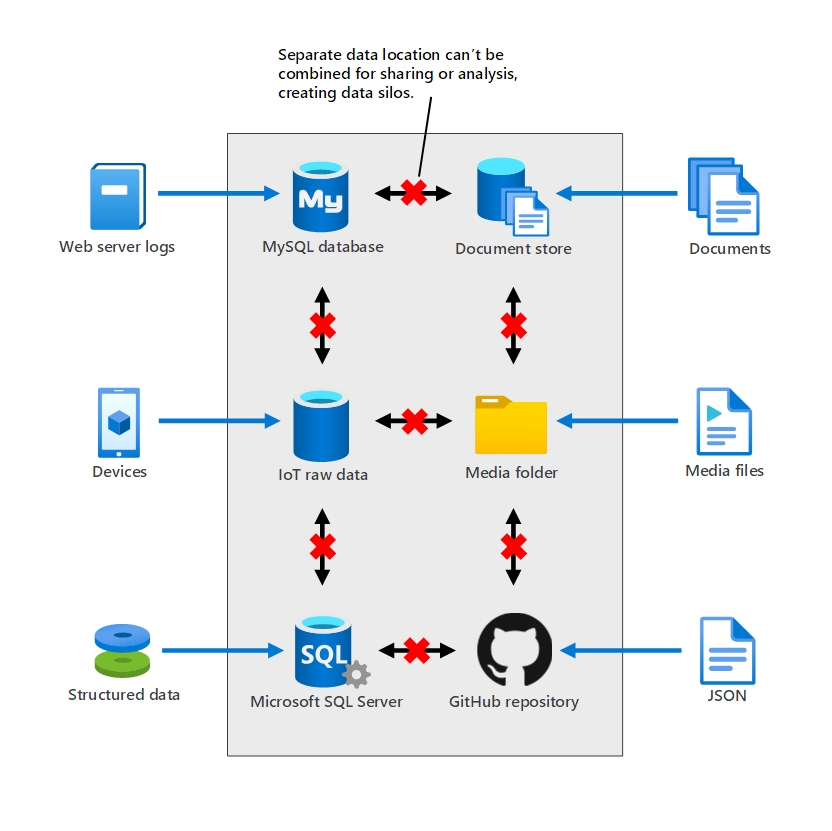 Separate data location can't be
combined for sharing or analysis,
creating data silos.
My
Web server logs
MySQL database
Document store
Documents
Devices
IoT raw data
Media folder
Media files
SQL
Structured data
Microsoft SQL Server
GitHub repository
JSON